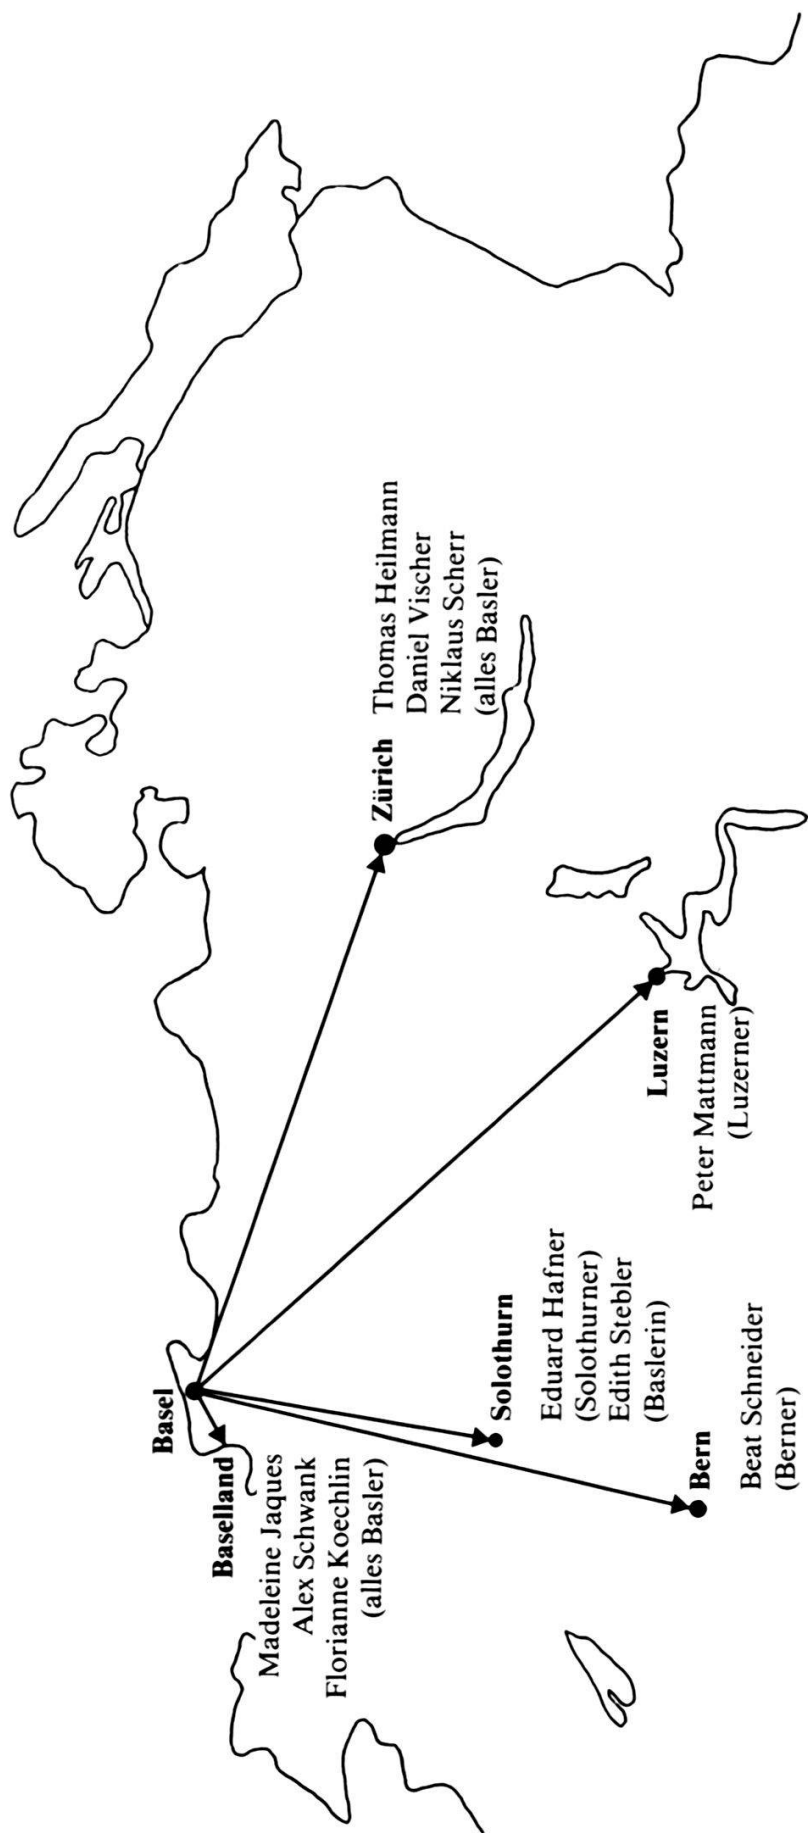 Basel
Baselland
Madeleine Jaques
Alex Schwank
Florianne Koechlin
(alles Basler)
Zürich
Thomas Heilmann
Daniel Vischer
Niklaus Scherr
(alles Basler)
Solothurn
Eduard Hafner
(Solothurner)
Edith Stebler
(Baslerin)
Luzern
Peter Mattmann
(Luzerner)
Bern
Beat Schneider
(Berner)